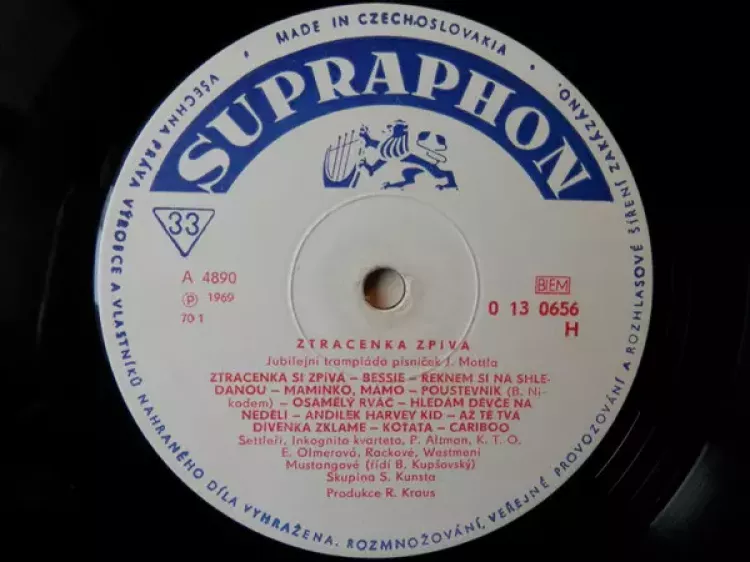 • MADE IN CZECHOSLOVAKIA •
SUPRAPHON
33
A 4890
Ⓟ 1969
70 1
BIEM
0 13 0656
H
ZTRACENKA ZPÍVÁ
Jubilejní trampliáda písniček J. Mottla
ZTRACENKA SI ZPÍVÁ – BESSIE – ŘEKNEM SI NA SHLE-
DANOU – MAMINKO, MÁMO – POUSTEVNÍK (B. Ni-
kodem) – OSAMĚLÝ RVÁČ – HLEDÁM DĚVČE NA
NEDĚLI – ANDÍLEK HARVEY KID – AŽ TĚ TVÁ
DÍVENKA ZKLAME – KOŤATA – CARIBOO
Settleři, Inkognito kvarteto, P. Altman, K. T. O.
E. Olmerová, Rackové, Westmeni
Mustangové (řídí B. Kupšovský)
Skupina S. Kunsta
Produkce R. Kraus
VŠECHNA PRÁVA VÝROBCE A VLASTNÍKŮ NAHRANÉHO DÍLA VYHRAŽENA. ROZMNOŽOVÁNÍ, VEŘEJNÉ PROVOZOVÁNÍ A ROZHLASOVÉ ŠÍŘENÍ ZAKÁZÁNO.